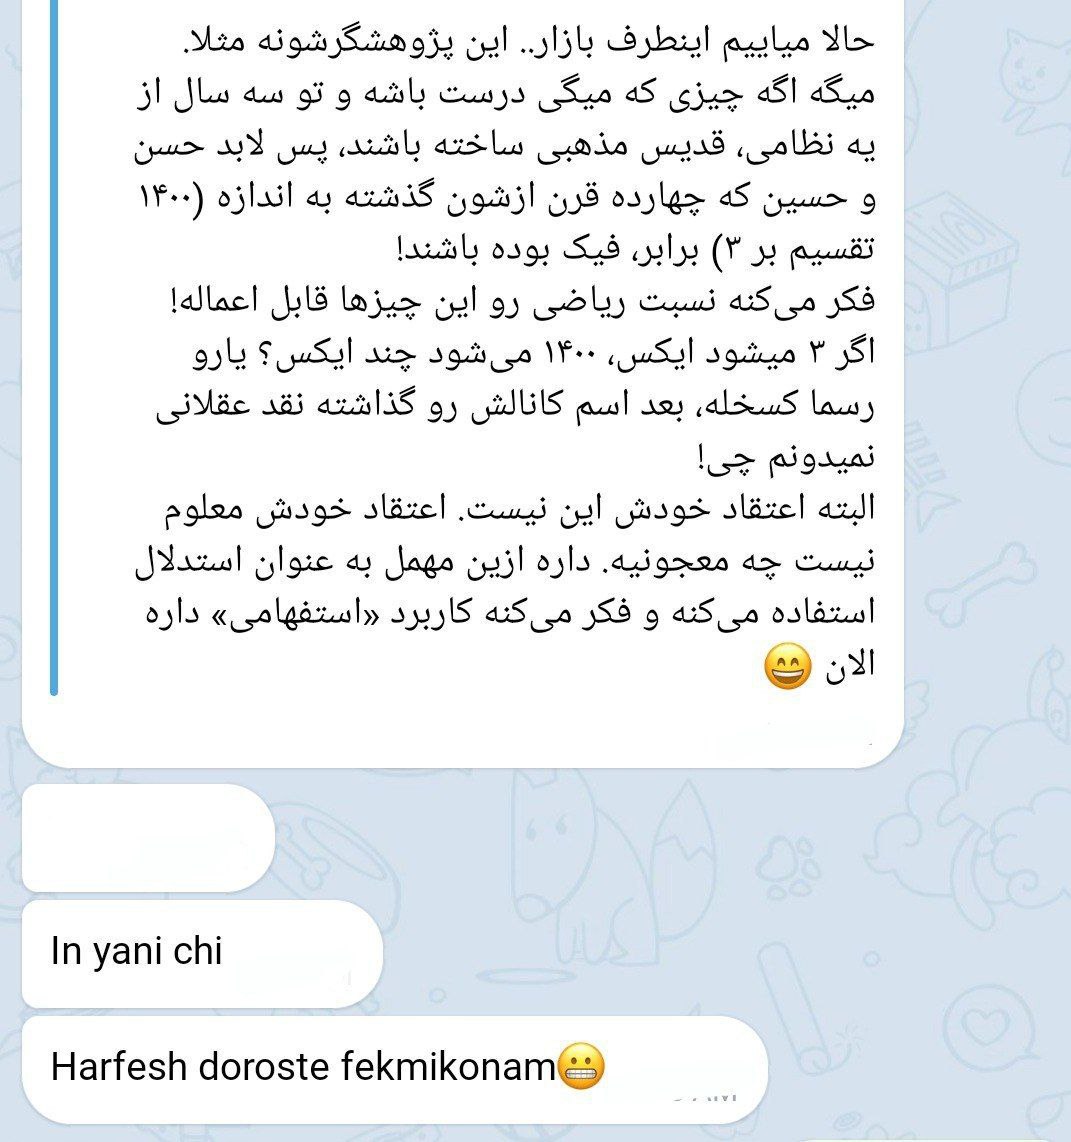 حالا میاییم اینطرف بازار.. این پژوهشگرشونه مثلا.
میگه اگه چیزی که میگی درست باشه و تو سه سال از
یه نظامی، قدیس مذهبی ساخته باشند، پس لابد حسن
و حسین که چهارده قرن ازشون گذشته به اندازه (۱۴۰۰
تقسیم بر ۳) برابر، فیک بوده باشند!
فکر می‌کنه نسبت ریاضی رو این چیزها قابل اعماله!
اگر ۳ میشود ایکس، ۱۴۰۰ می‌شود چند ایکس؟ یارو
رسما کسخله، بعد اسم کانالش رو گذاشته نقد عقلانی
نمیدونم چی!
البته اعتقاد خودش این نیست. اعتقاد خودش معلوم
نیست چه معجونیه. داره ازین مهمل به عنوان استدلال
استفاده می‌کنه و فکر می‌کنه کاربرد «استفهامی» داره
الان 😄
In yani chi
Harfesh doroste fekmikonam😬